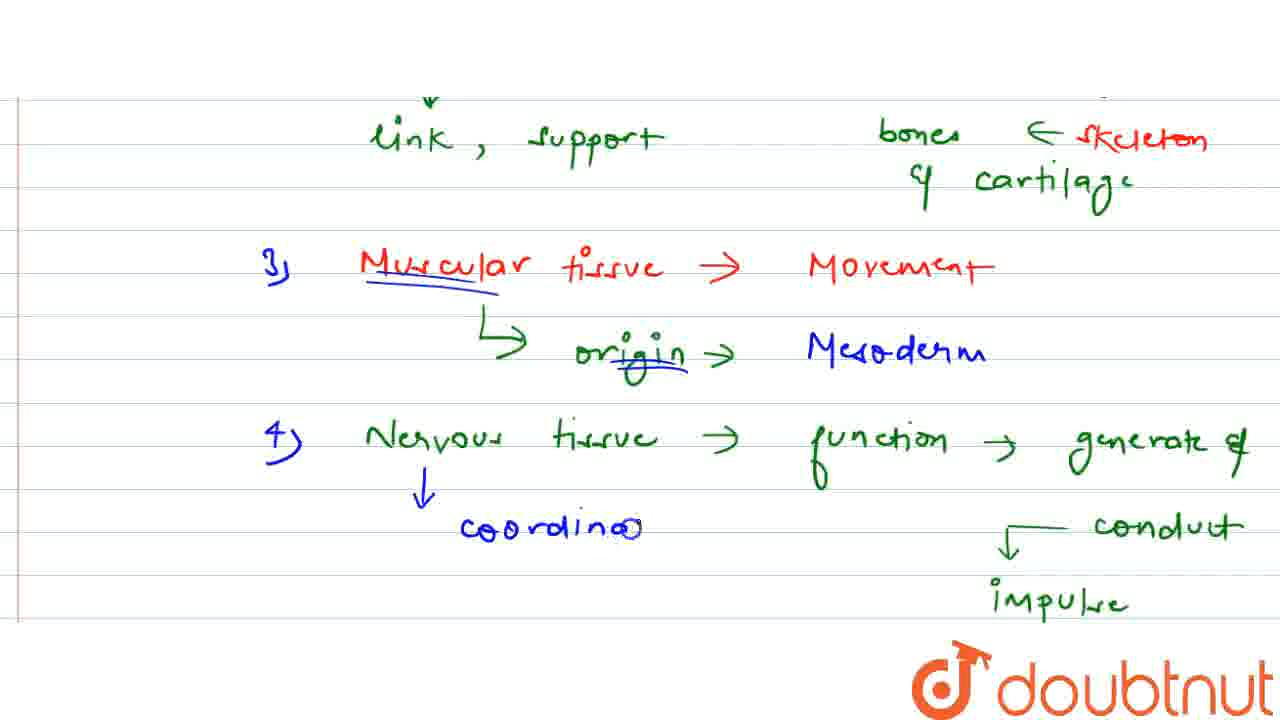 link, support bones ← skeleton
& cartilage
3) Muscular tissue → Movement
↳ origin → Mesoderm
4) Nervous tissue → function → generate &
↓ coordina conduct
↓ impulse
doubtnut